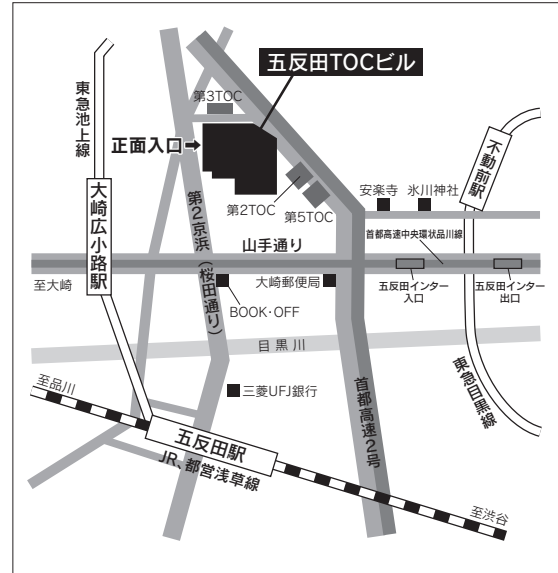 五反田TOCビル
第3TOC
正面入口→
東急池上線
不動前駅
第2TOC
第5TOC
安楽寺
氷川神社
大崎広小路駅
第2京浜(桜田通り)
山手通り
首都高速中央環状品川線
至大崎
大崎郵便局
五反田インター
入口
五反田インター
出口
BOOK・OFF
目黒川
至品川
三菱UFJ銀行
首都高速2号
東急目黒線
五反田駅
JR、都営浅草線
至渋谷